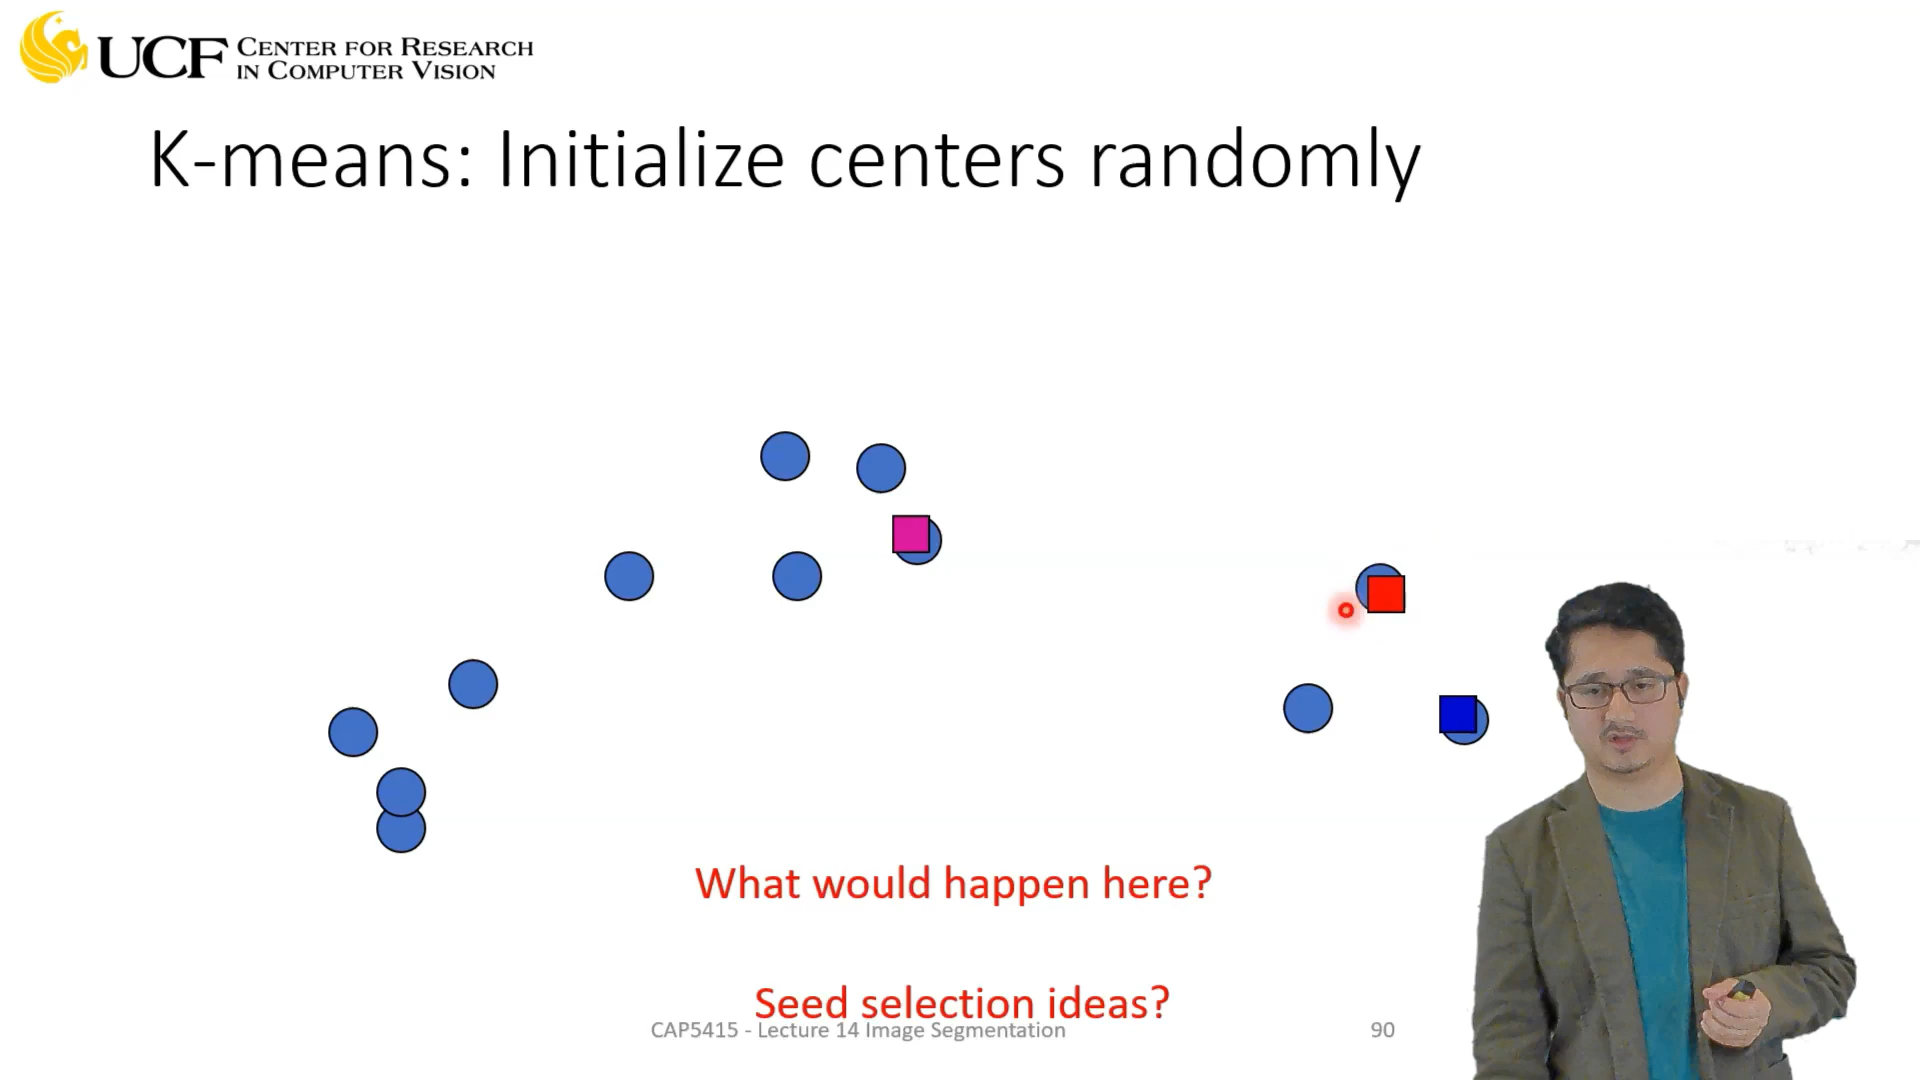 UCF CENTER FOR RESEARCH
IN COMPUTER VISION
K-means: Initialize centers randomly
What would happen here?
Seed selection ideas?
CAP5415 - Lecture 14 Image Segmentation
90